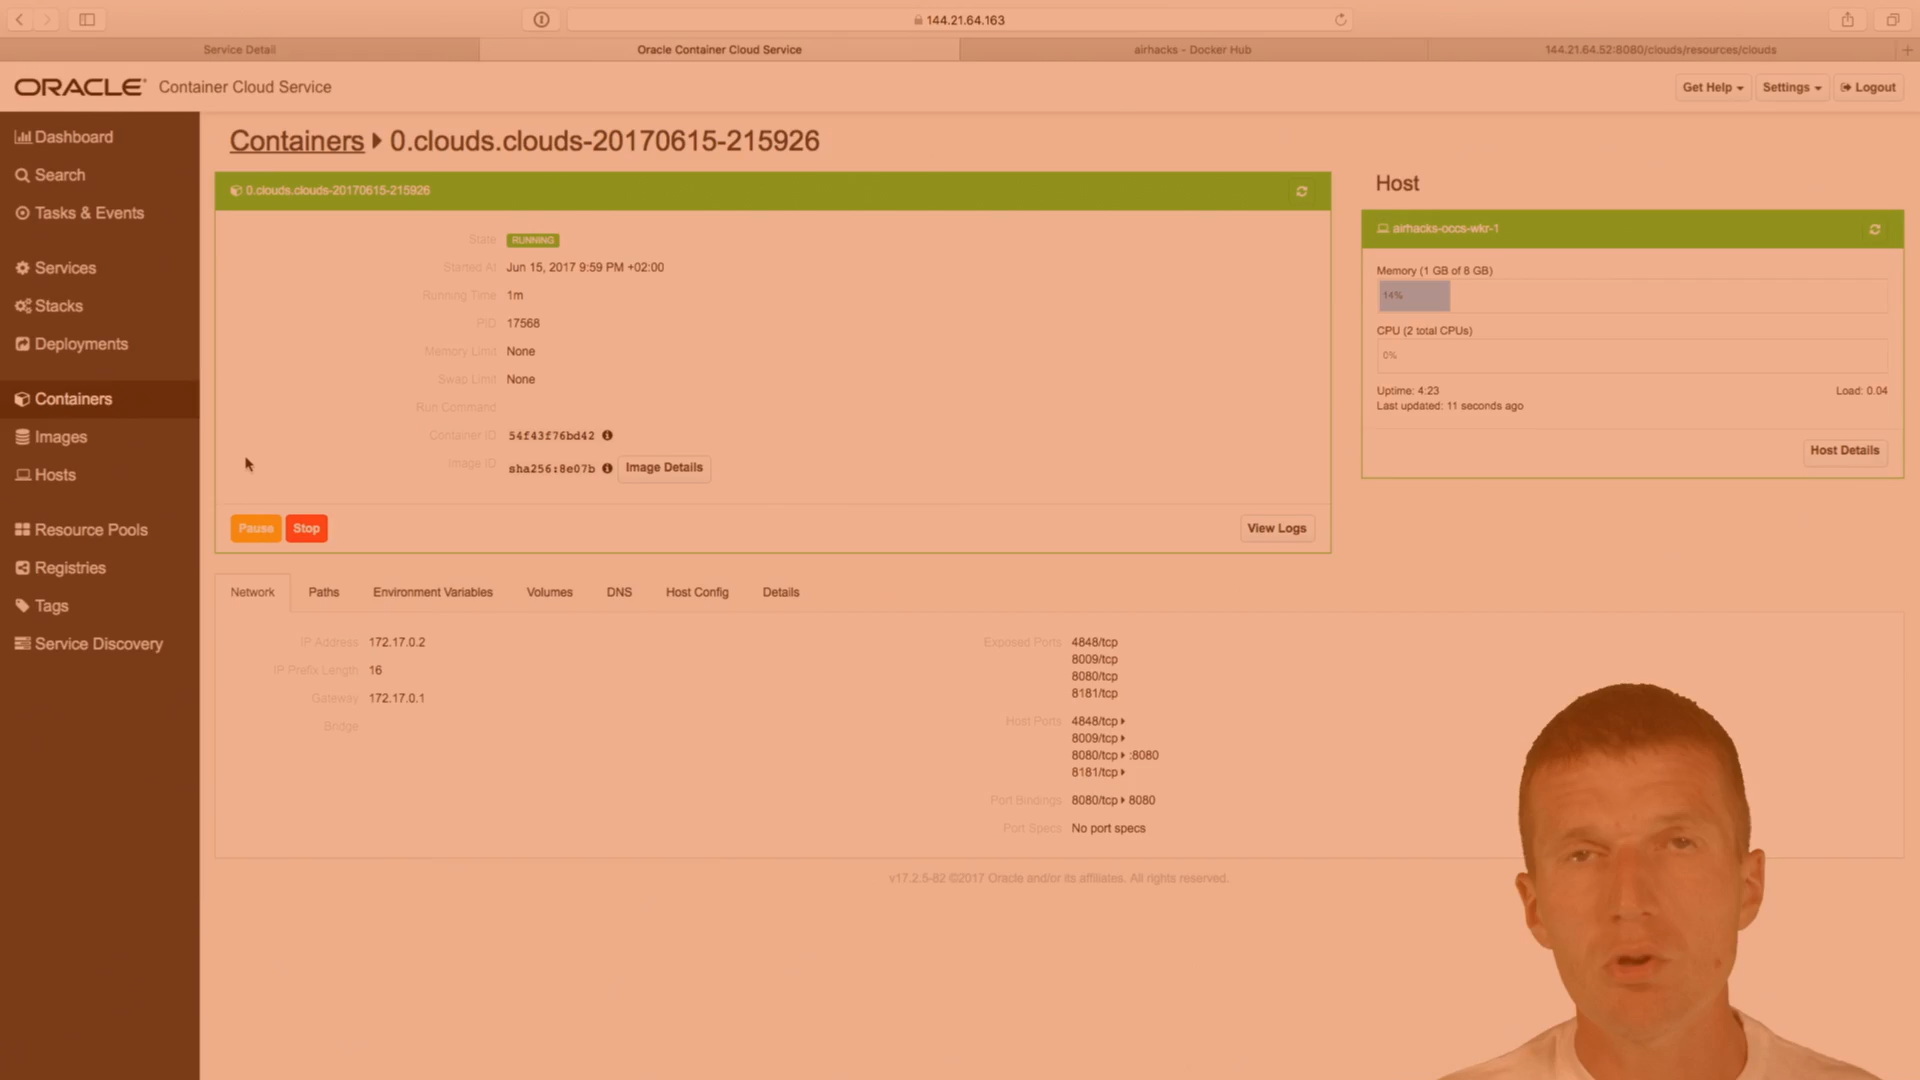 144.21.64.163
Service Detail
Oracle Container Cloud Service
airhacks - Docker Hub
144.21.64.52:8080/clouds/resources/clouds
ORACLE Container Cloud Service
Get Help
Settings
Logout
Dashboard
Search
Tasks & Events
Services
Stacks
Deployments
Containers
Images
Hosts
Resource Pools
Registries
Tags
Service Discovery
Containers 0.clouds.clouds-20170615-215926
0.clouds.clouds-20170615-215926
State RUNNING
Started At Jun 15, 2017 9:59 PM +02:00
Running Time 1m
PID 17568
Memory Limit None
Swap Limit None
Run Command
Container ID 54f43f76bd42
Image ID sha256:8e07b Image Details
Pause Stop
View Logs
Host
airhacks-occs-wkr-1
Memory (1 GB of 8 GB)
14%
CPU (2 total CPUs)
0%
Uptime: 4:23 Load: 0.04
Last updated: 11 seconds ago
Host Details
Network Paths Environment Variables Volumes DNS Host Config Details
IP Address 172.17.0.2
IP Prefix Length 16
Gateway 172.17.0.1
Bridge
Exposed Ports 4848/tcp
8009/tcp
8080/tcp
8181/tcp
Host Ports 4848/tcp
8009/tcp
8080/tcp :8080
8181/tcp
Port Bindings 8080/tcp 8080
Port Specs No port specs
v17.2.5-82 ©2017 Oracle and/or its affiliates. All rights reserved.